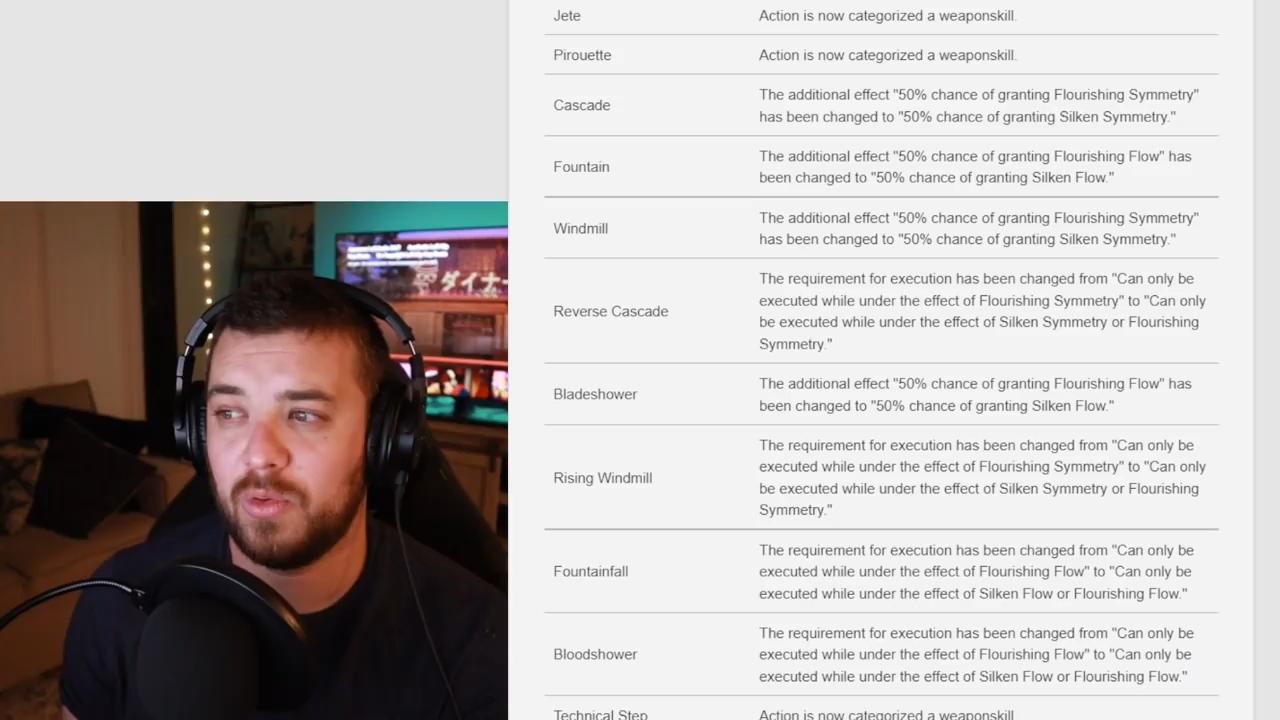 Jete
Action is now categorized a weaponskill.
Pirouette
Action is now categorized a weaponskill.
Cascade
The additional effect "50% chance of granting Flourishing Symmetry"
has been changed to "50% chance of granting Silken Symmetry."
Fountain
The additional effect "50% chance of granting Flourishing Flow" has
been changed to "50% chance of granting Silken Flow."
Windmill
The additional effect "50% chance of granting Flourishing Symmetry"
has been changed to "50% chance of granting Silken Symmetry."
Reverse Cascade
The requirement for execution has been changed from "Can only be
executed while under the effect of Flourishing Symmetry" to "Can only
be executed while under the effect of Silken Symmetry or Flourishing
Symmetry."
Bladeshower
The additional effect "50% chance of granting Flourishing Flow" has
been changed to "50% chance of granting Silken Flow."
Rising Windmill
The requirement for execution has been changed from "Can only be
executed while under the effect of Flourishing Symmetry" to "Can only
be executed while under the effect of Silken Symmetry or Flourishing
Symmetry."
Fountainfall
The requirement for execution has been changed from "Can only be
executed while under the effect of Flourishing Flow" to "Can only be
executed while under the effect of Silken Flow or Flourishing Flow."
Bloodshower
The requirement for execution has been changed from "Can only be
executed while under the effect of Flourishing Flow" to "Can only be
executed while under the effect of Silken Flow or Flourishing Flow."
Technical Step
Action is now categorized a weaponskill.
ダイナー